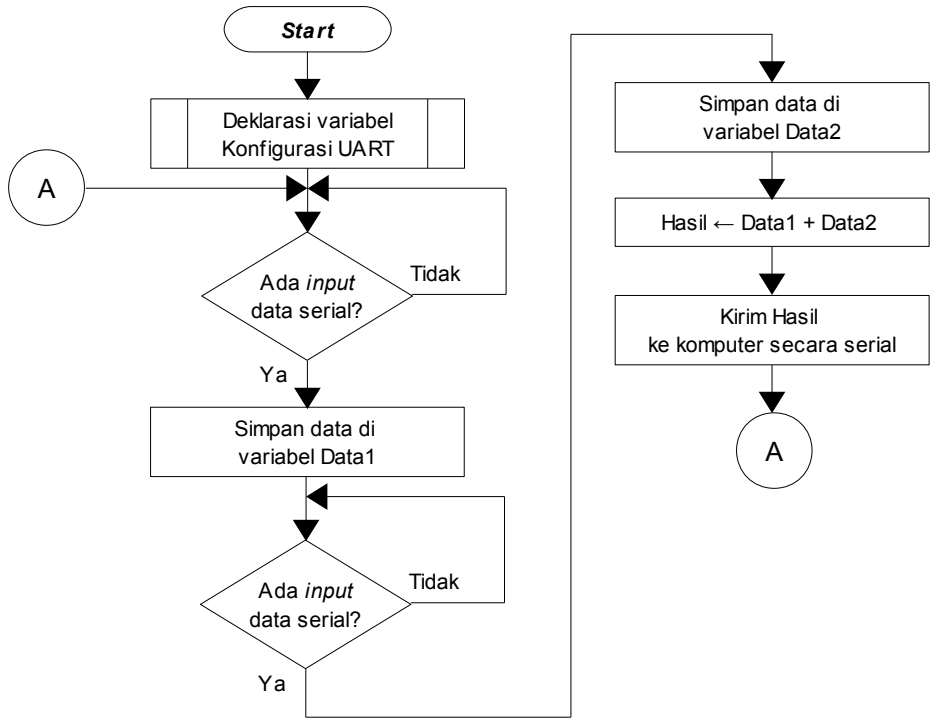 Start
Deklarasi variabel
Konfigurasi UART
A
Ada input
data serial?
Tidak
Ya
Simpan data di
variabel Data1
Ada input
data serial?
Tidak
Ya
Simpan data di
variabel Data2
Hasil ← Data1 + Data2
Kirim Hasil
ke komputer secara serial
A